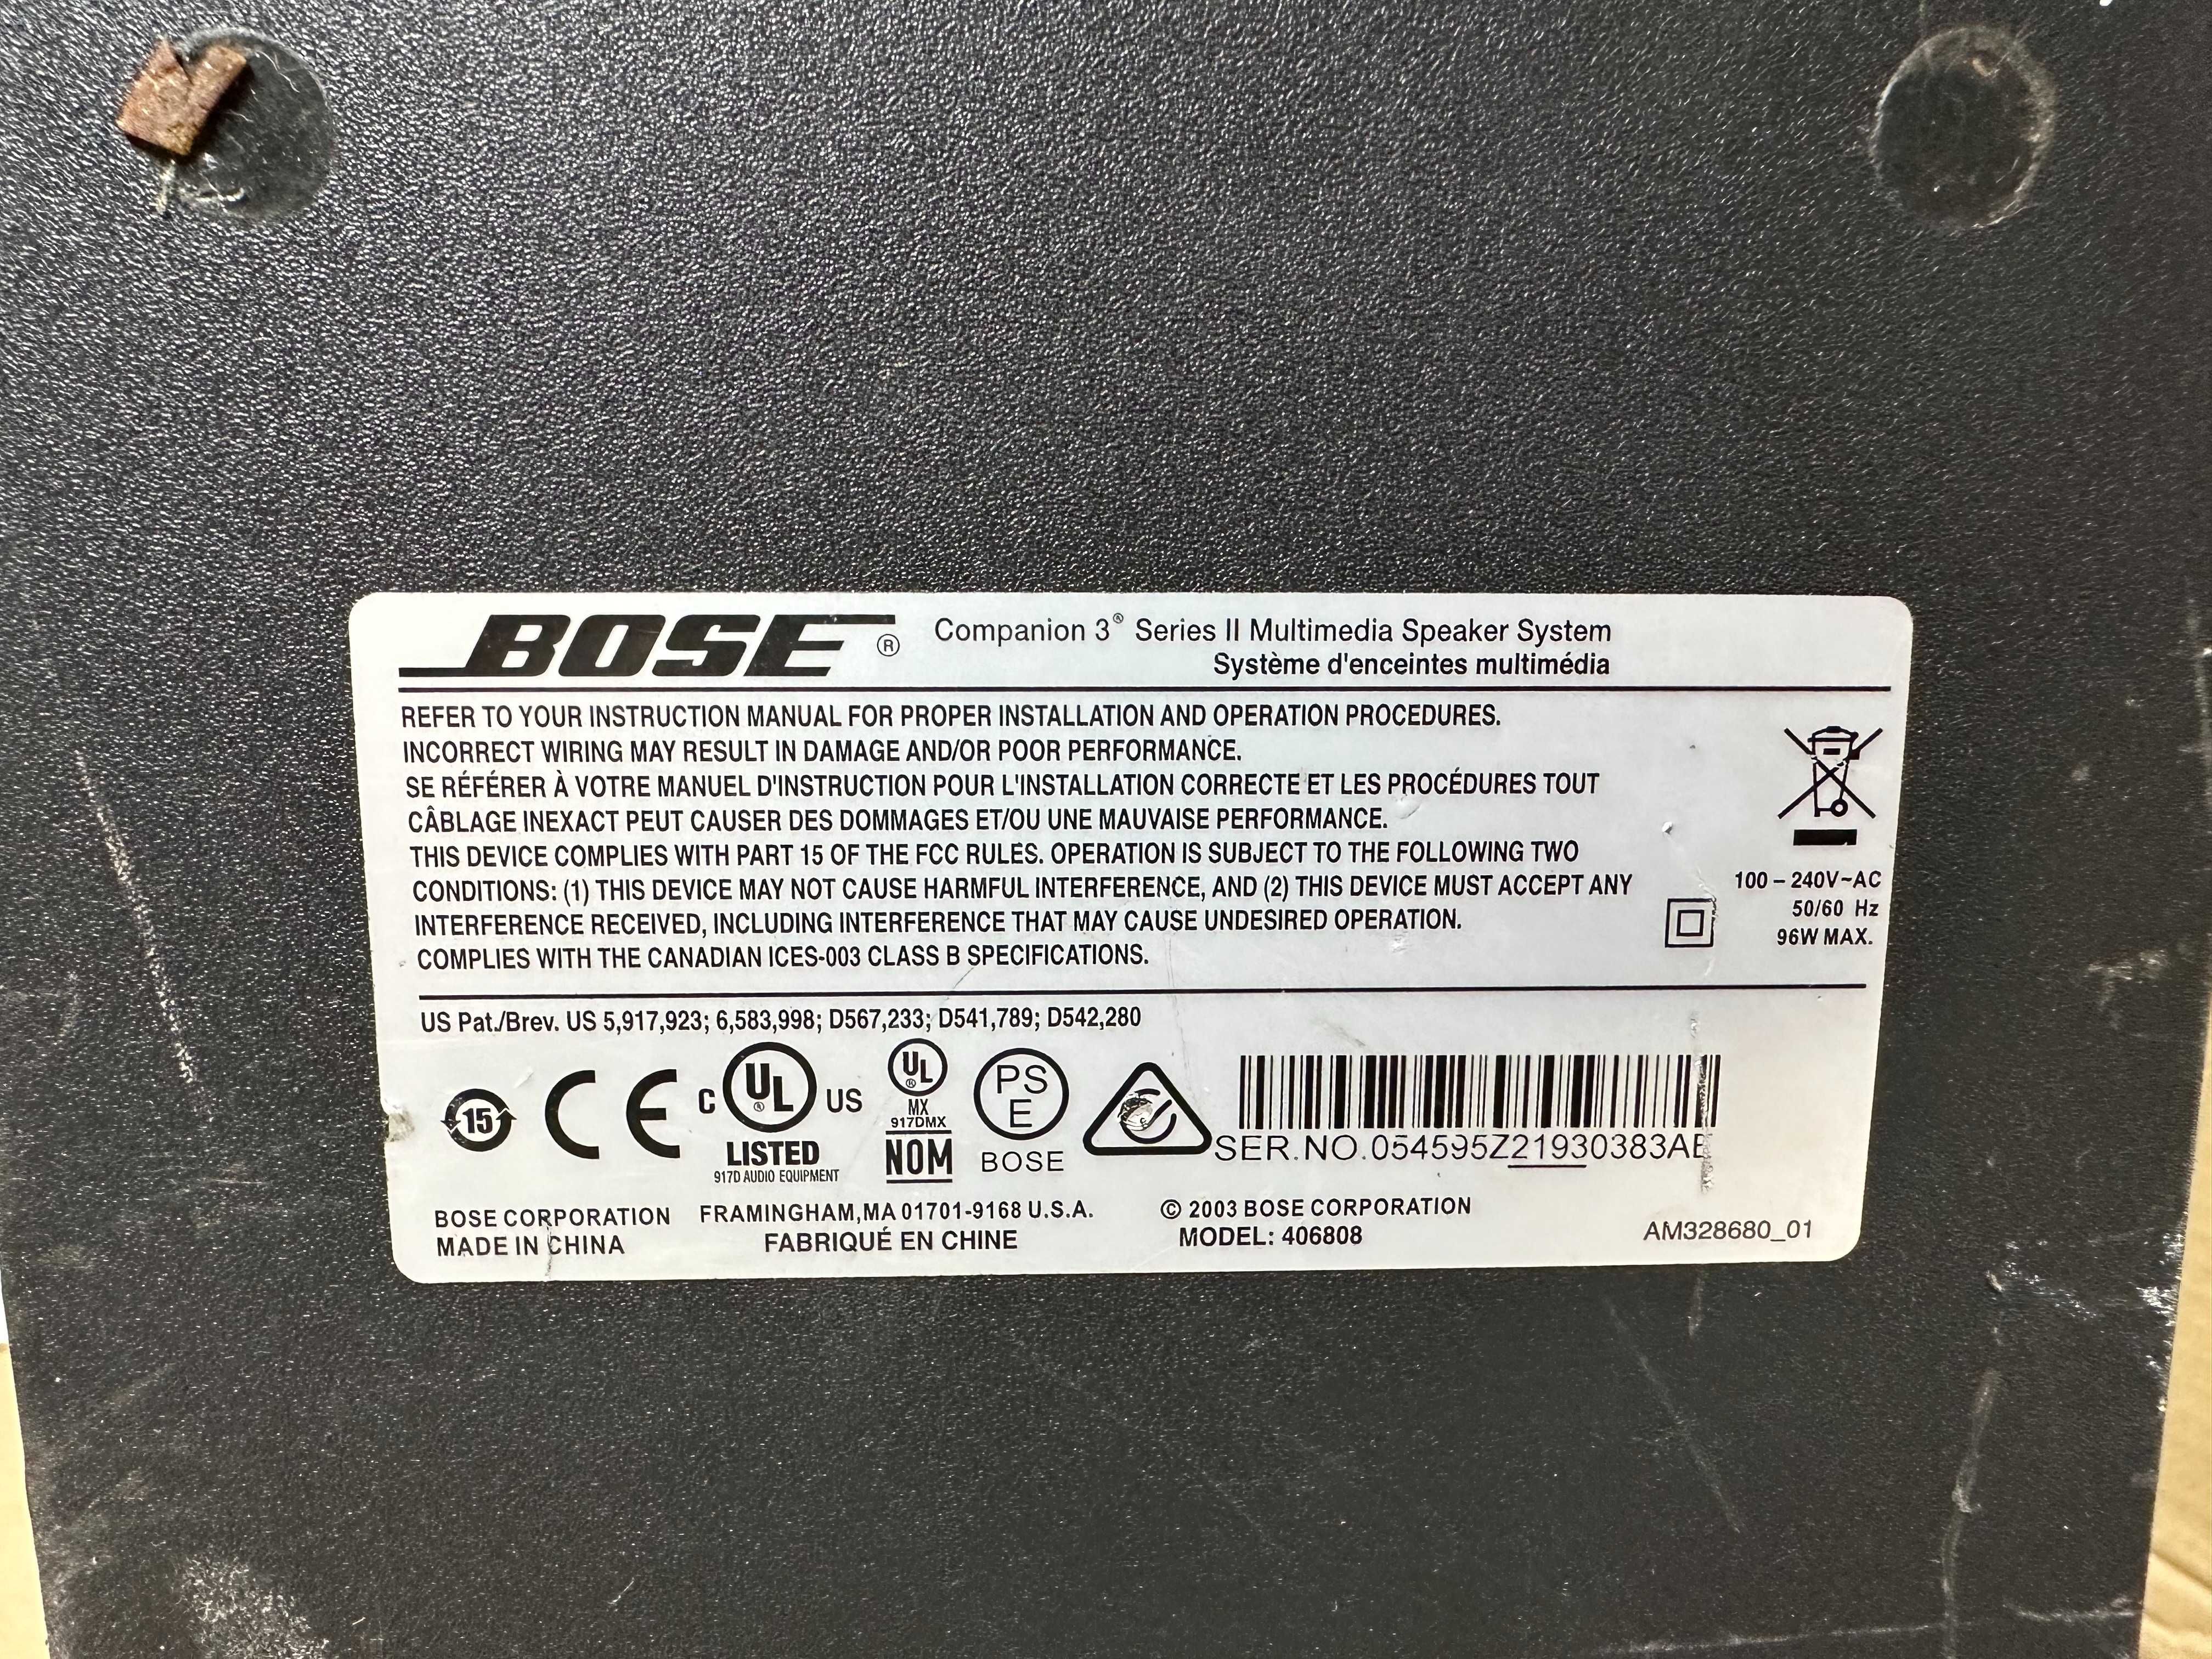 BOSE® Companion 3® Series II Multimedia Speaker System
Système d'enceintes multimédia
REFER TO YOUR INSTRUCTION MANUAL FOR PROPER INSTALLATION AND OPERATION PROCEDURES.
INCORRECT WIRING MAY RESULT IN DAMAGE AND/OR POOR PERFORMANCE.
SE RÉFÉRER À VOTRE MANUEL D'INSTRUCTION POUR L'INSTALLATION CORRECTE ET LES PROCÉDURES TOUT
CÂBLAGE INEXACT PEUT CAUSER DES DOMMAGES ET/OU UNE MAUVAISE PERFORMANCE.
THIS DEVICE COMPLIES WITH PART 15 OF THE FCC RULES. OPERATION IS SUBJECT TO THE FOLLOWING TWO
CONDITIONS: (1) THIS DEVICE MAY NOT CAUSE HARMFUL INTERFERENCE, AND (2) THIS DEVICE MUST ACCEPT ANY
INTERFERENCE RECEIVED, INCLUDING INTERFERENCE THAT MAY CAUSE UNDESIRED OPERATION.
COMPLIES WITH THE CANADIAN ICES-003 CLASS B SPECIFICATIONS.
100 – 240V~AC
50/60 Hz
96W MAX.
US Pat./Brev. US 5,917,923; 6,583,998; D567,233; D541,789; D542,280
15
CE
C UL® US
LISTED
917D AUDIO EQUIPMENT
UL®
MX
917DMX
NOM
PS
E
BOSE
SER.NO.054595Z21930383AE
BOSE CORPORATION FRAMINGHAM,MA 01701-9168 U.S.A. © 2003 BOSE CORPORATION
MADE IN CHINA FABRIQUÉ EN CHINE MODEL: 406808 AM328680_01